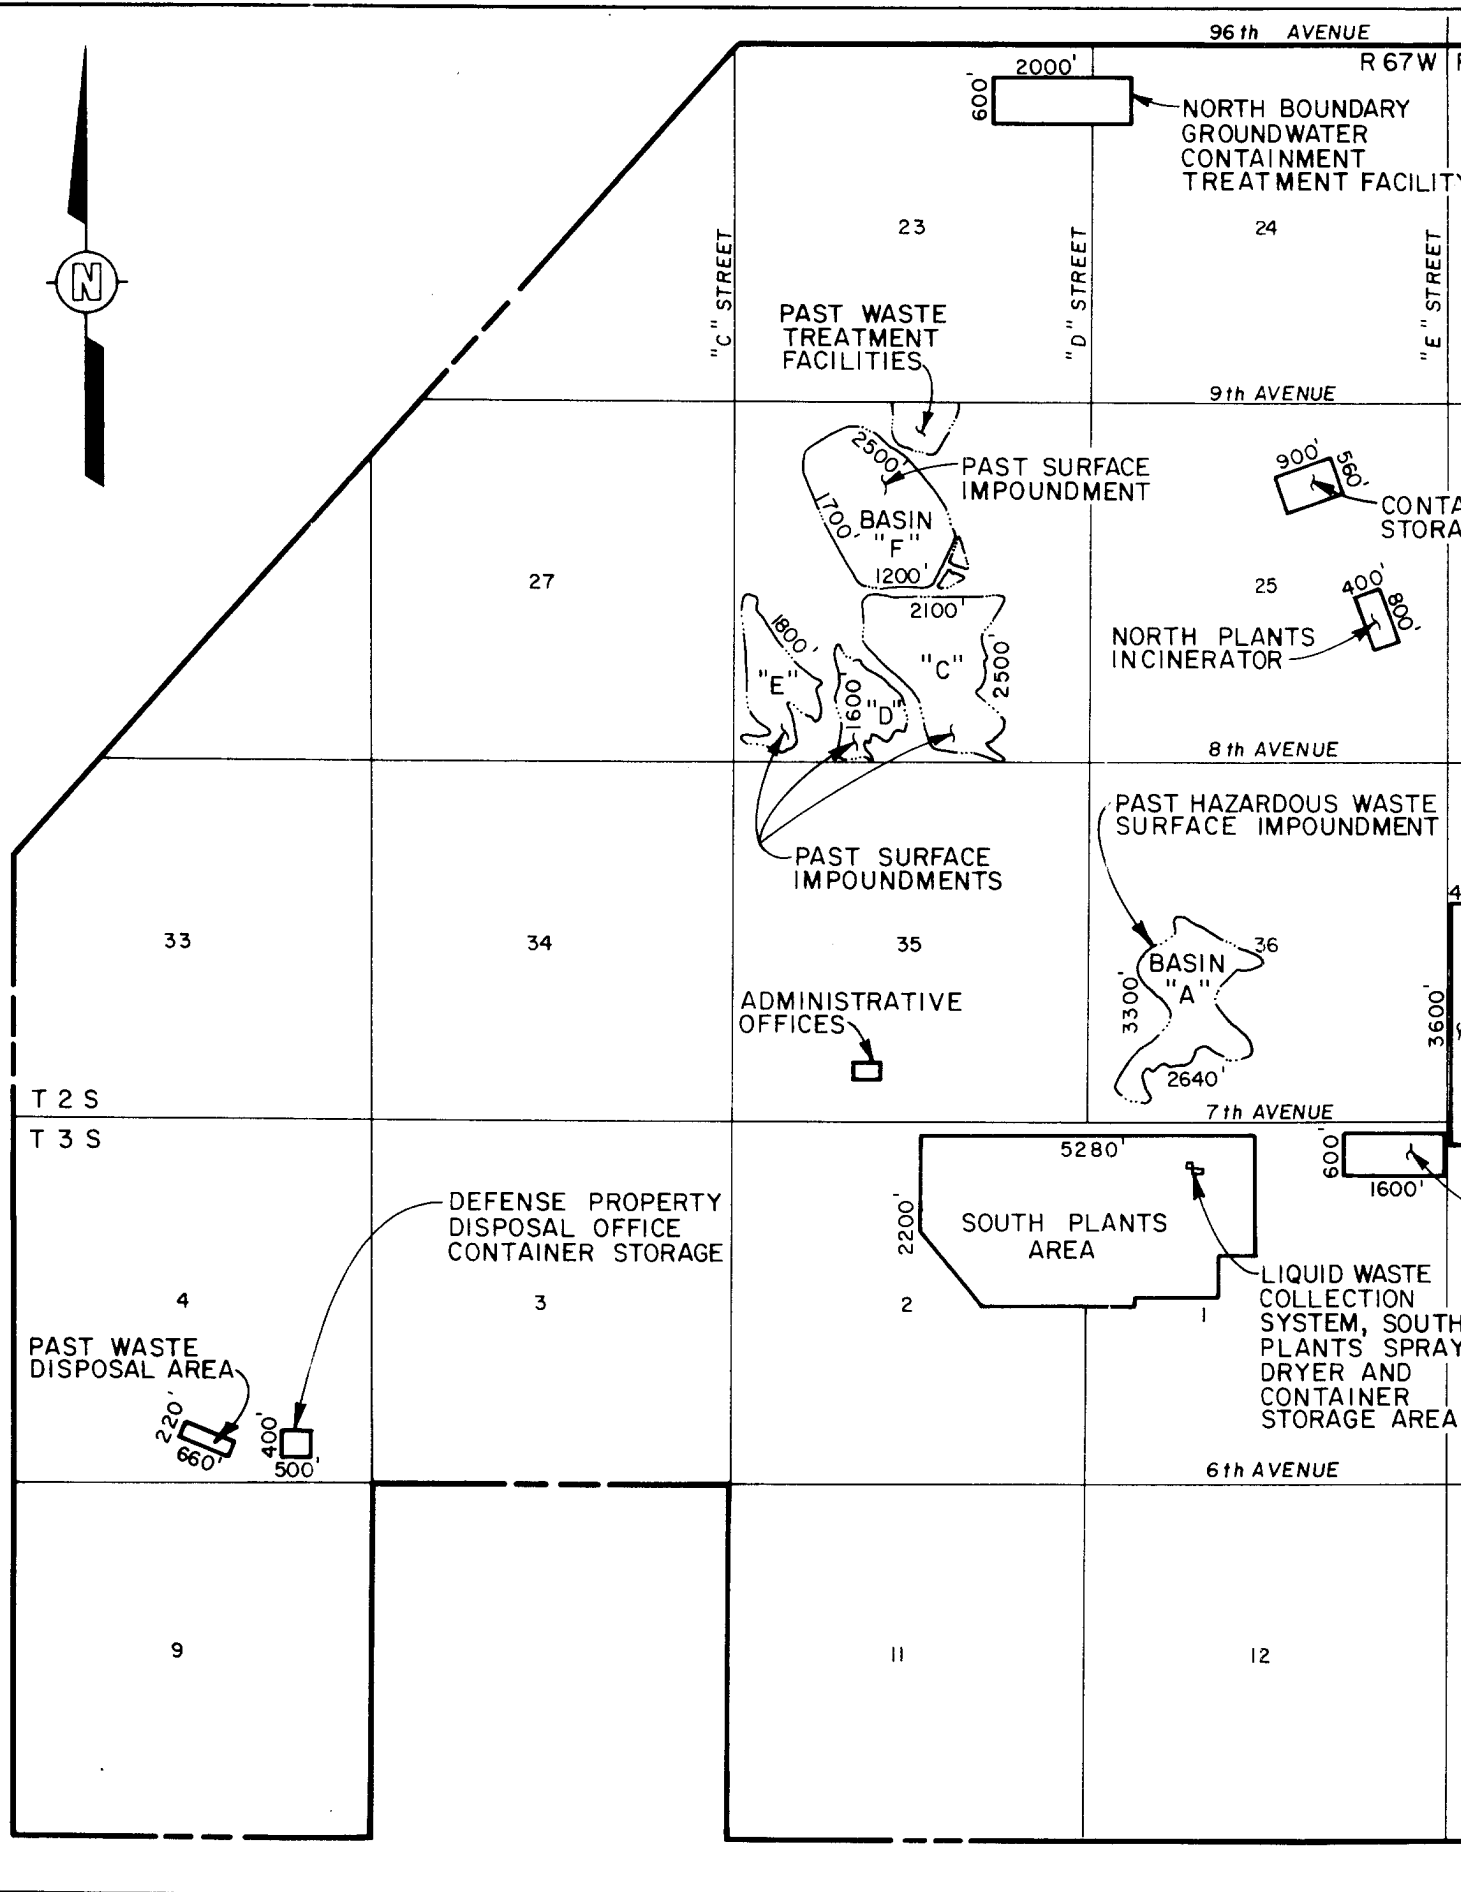 96th AVENUE
R 67W
2000'
600'
NORTH BOUNDARY
GROUNDWATER
CONTAINMENT
TREATMENT FACILITY
N
23
24
"C" STREET
"D" STREET
"E" STREET
PAST WASTE
TREATMENT
FACILITIES
9th AVENUE
2500'
PAST SURFACE
IMPOUNDMENT
1700'
BASIN
"F"
1200'
900'
560'
CONTA
STORA
27
25
2100'
400'
800'
NORTH PLANTS
INCINERATOR
1800'
"E"
1600'
"D"
"C"
2500'
8th AVENUE
PAST HAZARDOUS WASTE
SURFACE IMPOUNDMENT
PAST SURFACE
IMPOUNDMENTS
4
33
34
35
36
BASIN
"A"
3300'
2640'
3600'
ADMINISTRATIVE
OFFICES
T 2 S
7th AVENUE
T 3 S
5280'
2200'
SOUTH PLANTS
AREA
600'
1600'
DEFENSE PROPERTY
DISPOSAL OFFICE
CONTAINER STORAGE
LIQUID WASTE
COLLECTION
SYSTEM, SOUTH
PLANTS SPRAY
DRYER AND
CONTAINER
STORAGE AREA
4
3
2
1
PAST WASTE
DISPOSAL AREA
220'
660'
400'
500'
6th AVENUE
9
11
12